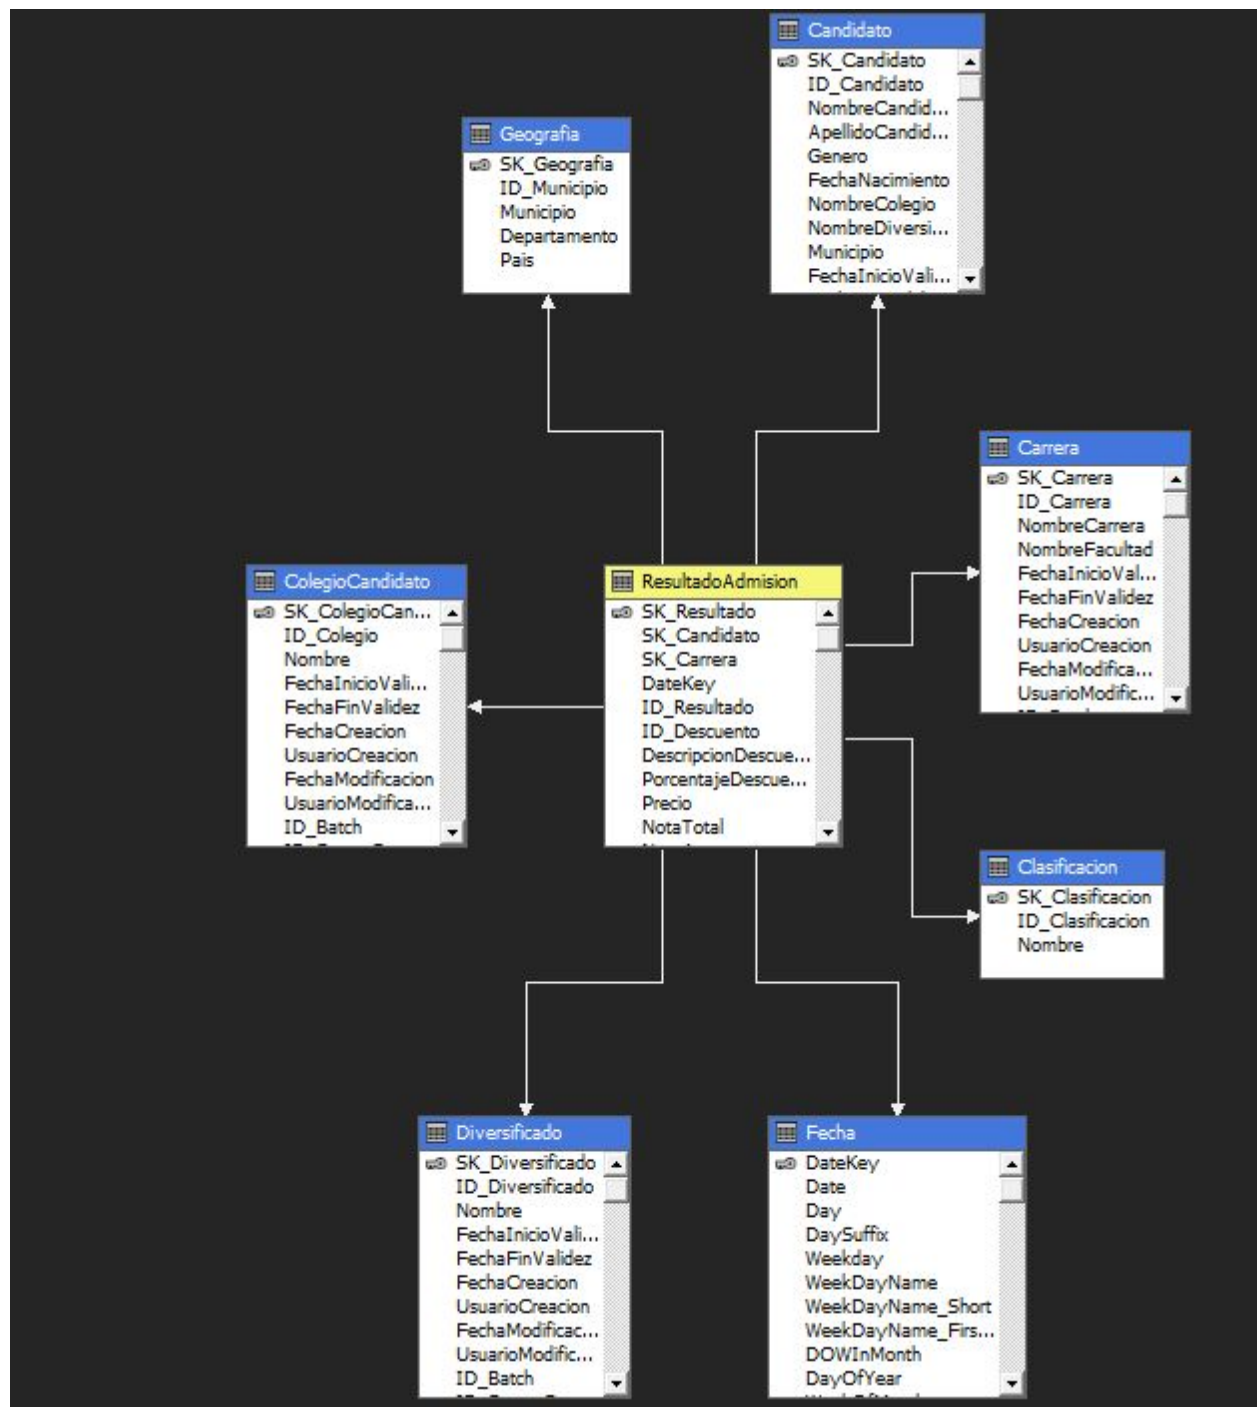 Candidato
SK_Candidato
ID_Candidato
NombreCandid...
ApellidoCandid...
Genero
FechaNacimiento
NombreColegio
NombreDiversi...
Municipio
FechaInicioVali...
Geografia
SK_Geografia
ID_Municipio
Municipio
Departamento
Pais
Carrera
SK_Carrera
ID_Carrera
NombreCarrera
NombreFacultad
FechaInicioVal...
FechaFinValidez
FechaCreacion
UsuarioCreacion
FechaModifica...
UsuarioModific...
ColegioCandidato
SK_ColegioCan...
ID_Colegio
Nombre
FechaInicioVali...
FechaFinValidez
FechaCreacion
UsuarioCreacion
FechaModificacion
UsuarioModifica...
ID_Batch
ResultadoAdmision
SK_Resultado
SK_Candidato
SK_Carrera
DateKey
ID_Resultado
ID_Descuento
DescripcionDescue...
PorcentajeDescue...
Precio
NotaTotal
Clasificacion
SK_Clasificacion
ID_Clasificacion
Nombre
Diversificado
SK_Diversificado
ID_Diversificado
Nombre
FechaInicioVali...
FechaFinValidez
FechaCreacion
UsuarioCreacion
FechaModificac...
UsuarioModific...
ID_Batch
Fecha
DateKey
Date
Day
DaySuffix
Weekday
WeekDayName
WeekDayName_Short
WeekDayName_Firs...
DOWInMonth
DayOfYear